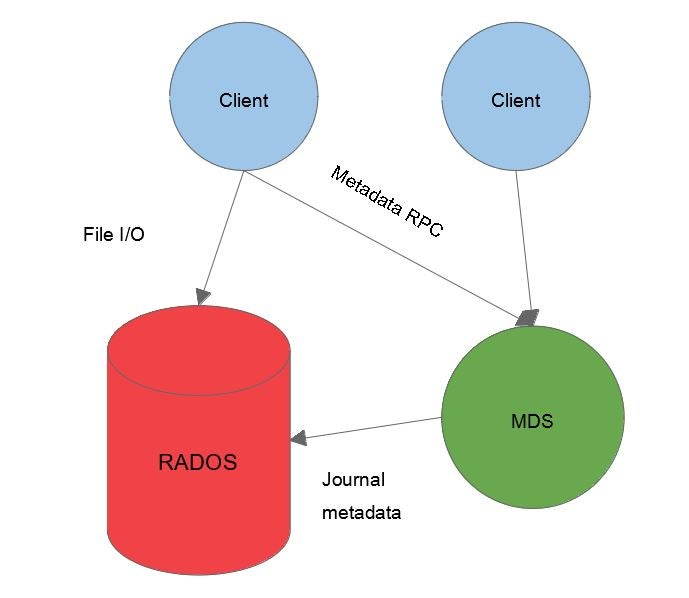 Client
Client
Metadata RPC
File I/O
MDS
RADOS
Journal
metadata